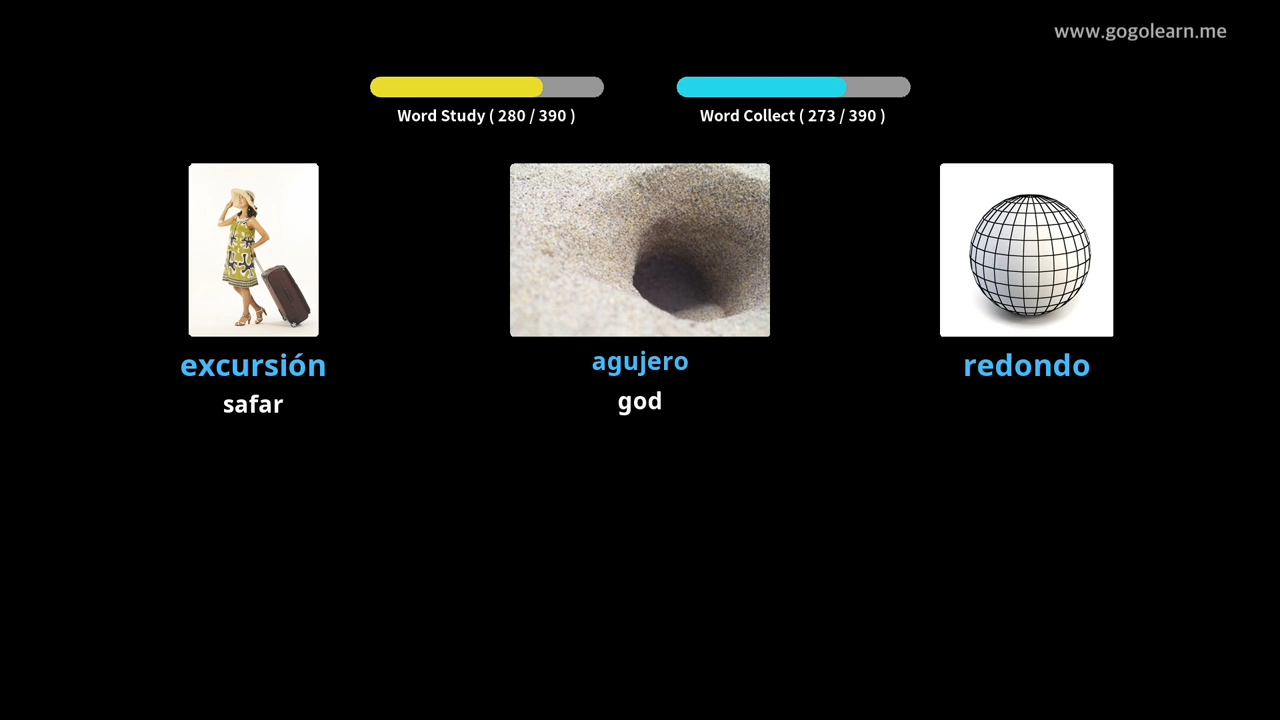 www.gogolearn.me
Word Study ( 280 / 390 )
Word Collect ( 273 / 390 )
excursión
safar
agujero
god
redondo